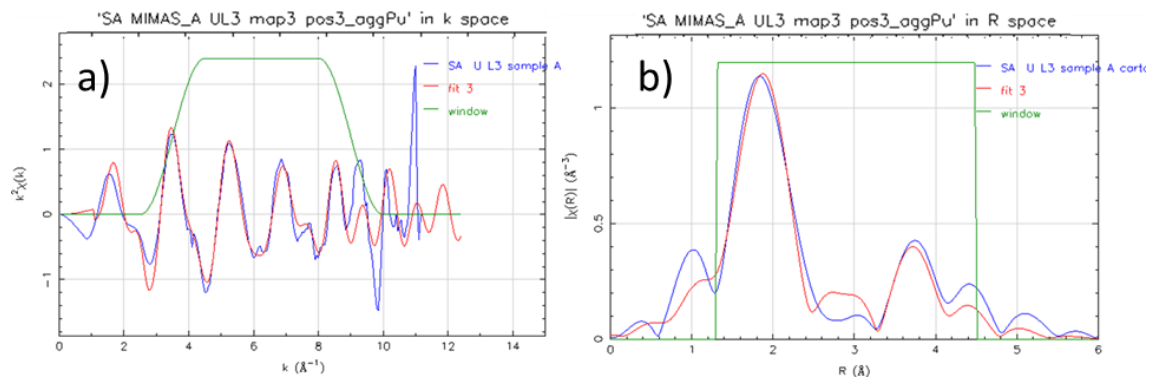 'SA MIMAS_A UL3 map3 pos3_aggPu' in k space
a)
SA U L3 sample A
fit 3
window
2
1
0
-1
k²χ(k)
0 2 4 6 8 10 12 14
k (Å⁻¹)
'SA MIMAS_A UL3 map3 pos3_aggPu' in R space
b)
SA U L3 sample A carto
fit 3
window
1
0.5
0
|χ(R)| (Å⁻³)
0 1 2 3 4 5 6
R (Å)